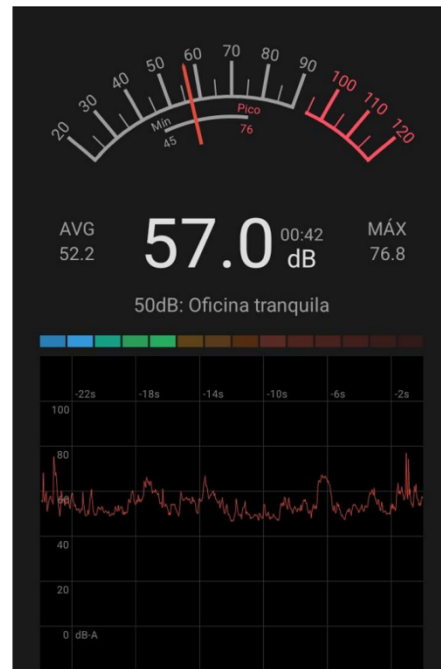 20 30 40 50 60 70 80 90 100 110 120
Min Pico
45 76
AVG 57.0 00:42 MÁX
52.2 dB 76.8
50dB: Oficina tranquila
-22s -18s -14s -10s -6s -2s
100
80
60
40
20
0 dB-A